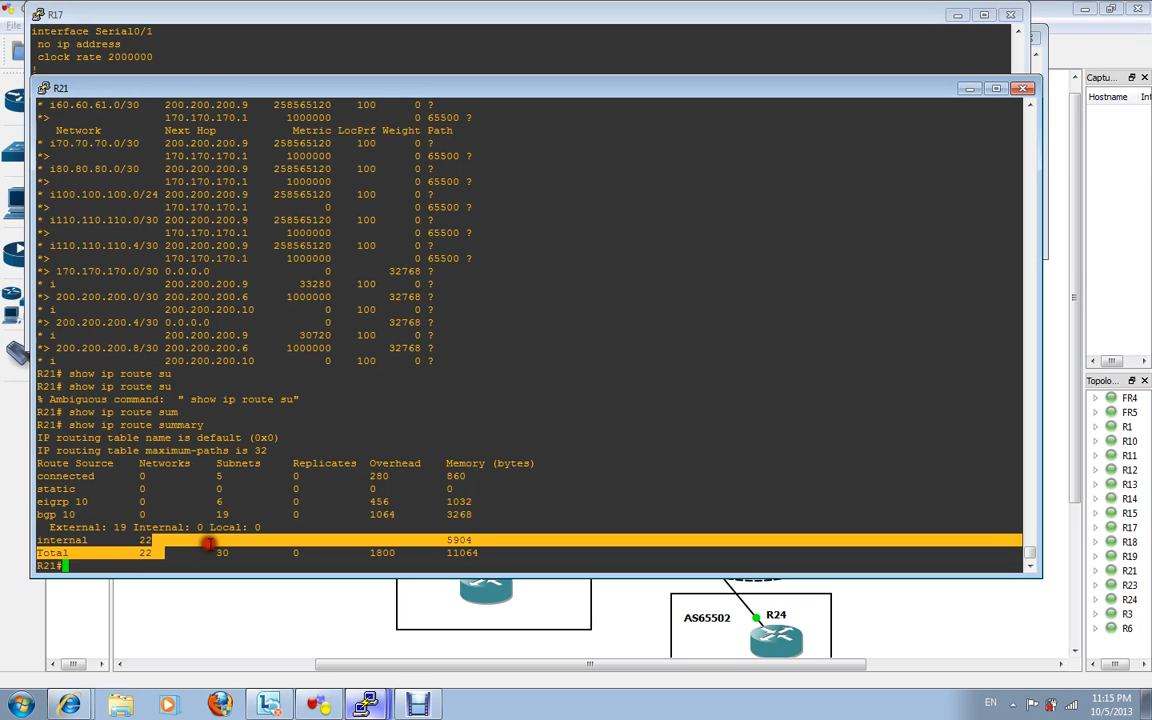 R17
File
interface Serial0/1
no ip address
clock rate 2000000
!
R21
* i60.60.61.0/30 200.200.200.9 258565120 100 0 ?
*> 170.170.170.1 1000000 0 65500 ?
Network Next Hop Metric LocPrf Weight Path
* i70.70.70.0/30 200.200.200.9 258565120 100 0 ?
*> 170.170.170.1 1000000 0 65500 ?
* i80.80.80.0/30 200.200.200.9 258565120 100 0 ?
*> 170.170.170.1 1000000 0 65500 ?
* i100.100.100.0/24 200.200.200.9 258565120 100 0 ?
*> 170.170.170.1 0 0 65500 ?
* i110.110.110.0/30 200.200.200.9 258565120 100 0 ?
*> 170.170.170.1 1000000 0 65500 ?
* i110.110.110.4/30 200.200.200.9 258565120 100 0 ?
*> 170.170.170.1 1000000 0 65500 ?
*> 170.170.170.0/30 0.0.0.0 0 32768 ?
* i 200.200.200.9 33280 100 0 ?
*> 200.200.200.0/30 200.200.200.6 1000000 32768 ?
* i 200.200.200.10 0 100 0 ?
*> 200.200.200.4/30 0.0.0.0 0 32768 ?
* i 200.200.200.9 30720 100 0 ?
*> 200.200.200.8/30 200.200.200.6 1000000 32768 ?
* i 200.200.200.10 0 100 0 ?
R21# show ip route su
R21# show ip route su
% Ambiguous command: " show ip route su"
R21# show ip route sum
R21# show ip route summary
IP routing table name is default (0x0)
IP routing table maximum-paths is 32
Route Source Networks Subnets Replicates Overhead Memory (bytes)
connected 0 5 0 280 860
static 0 0 0 0 0
eigrp 10 0 6 0 456 1032
bgp 10 0 19 0 1064 3268
External: 19 Internal: 0 Local: 0
internal 22 5904
Total 22 30 0 1800 11064
R21#
Captu...
Hostname Int
Topolo...
FR4
FR5
R1
R10
R11
R12
R13
R14
R15
R17
R18
R19
R21
R23
R24
R3
R6
AS65502
R24
EN
11:15 PM
10/5/2013